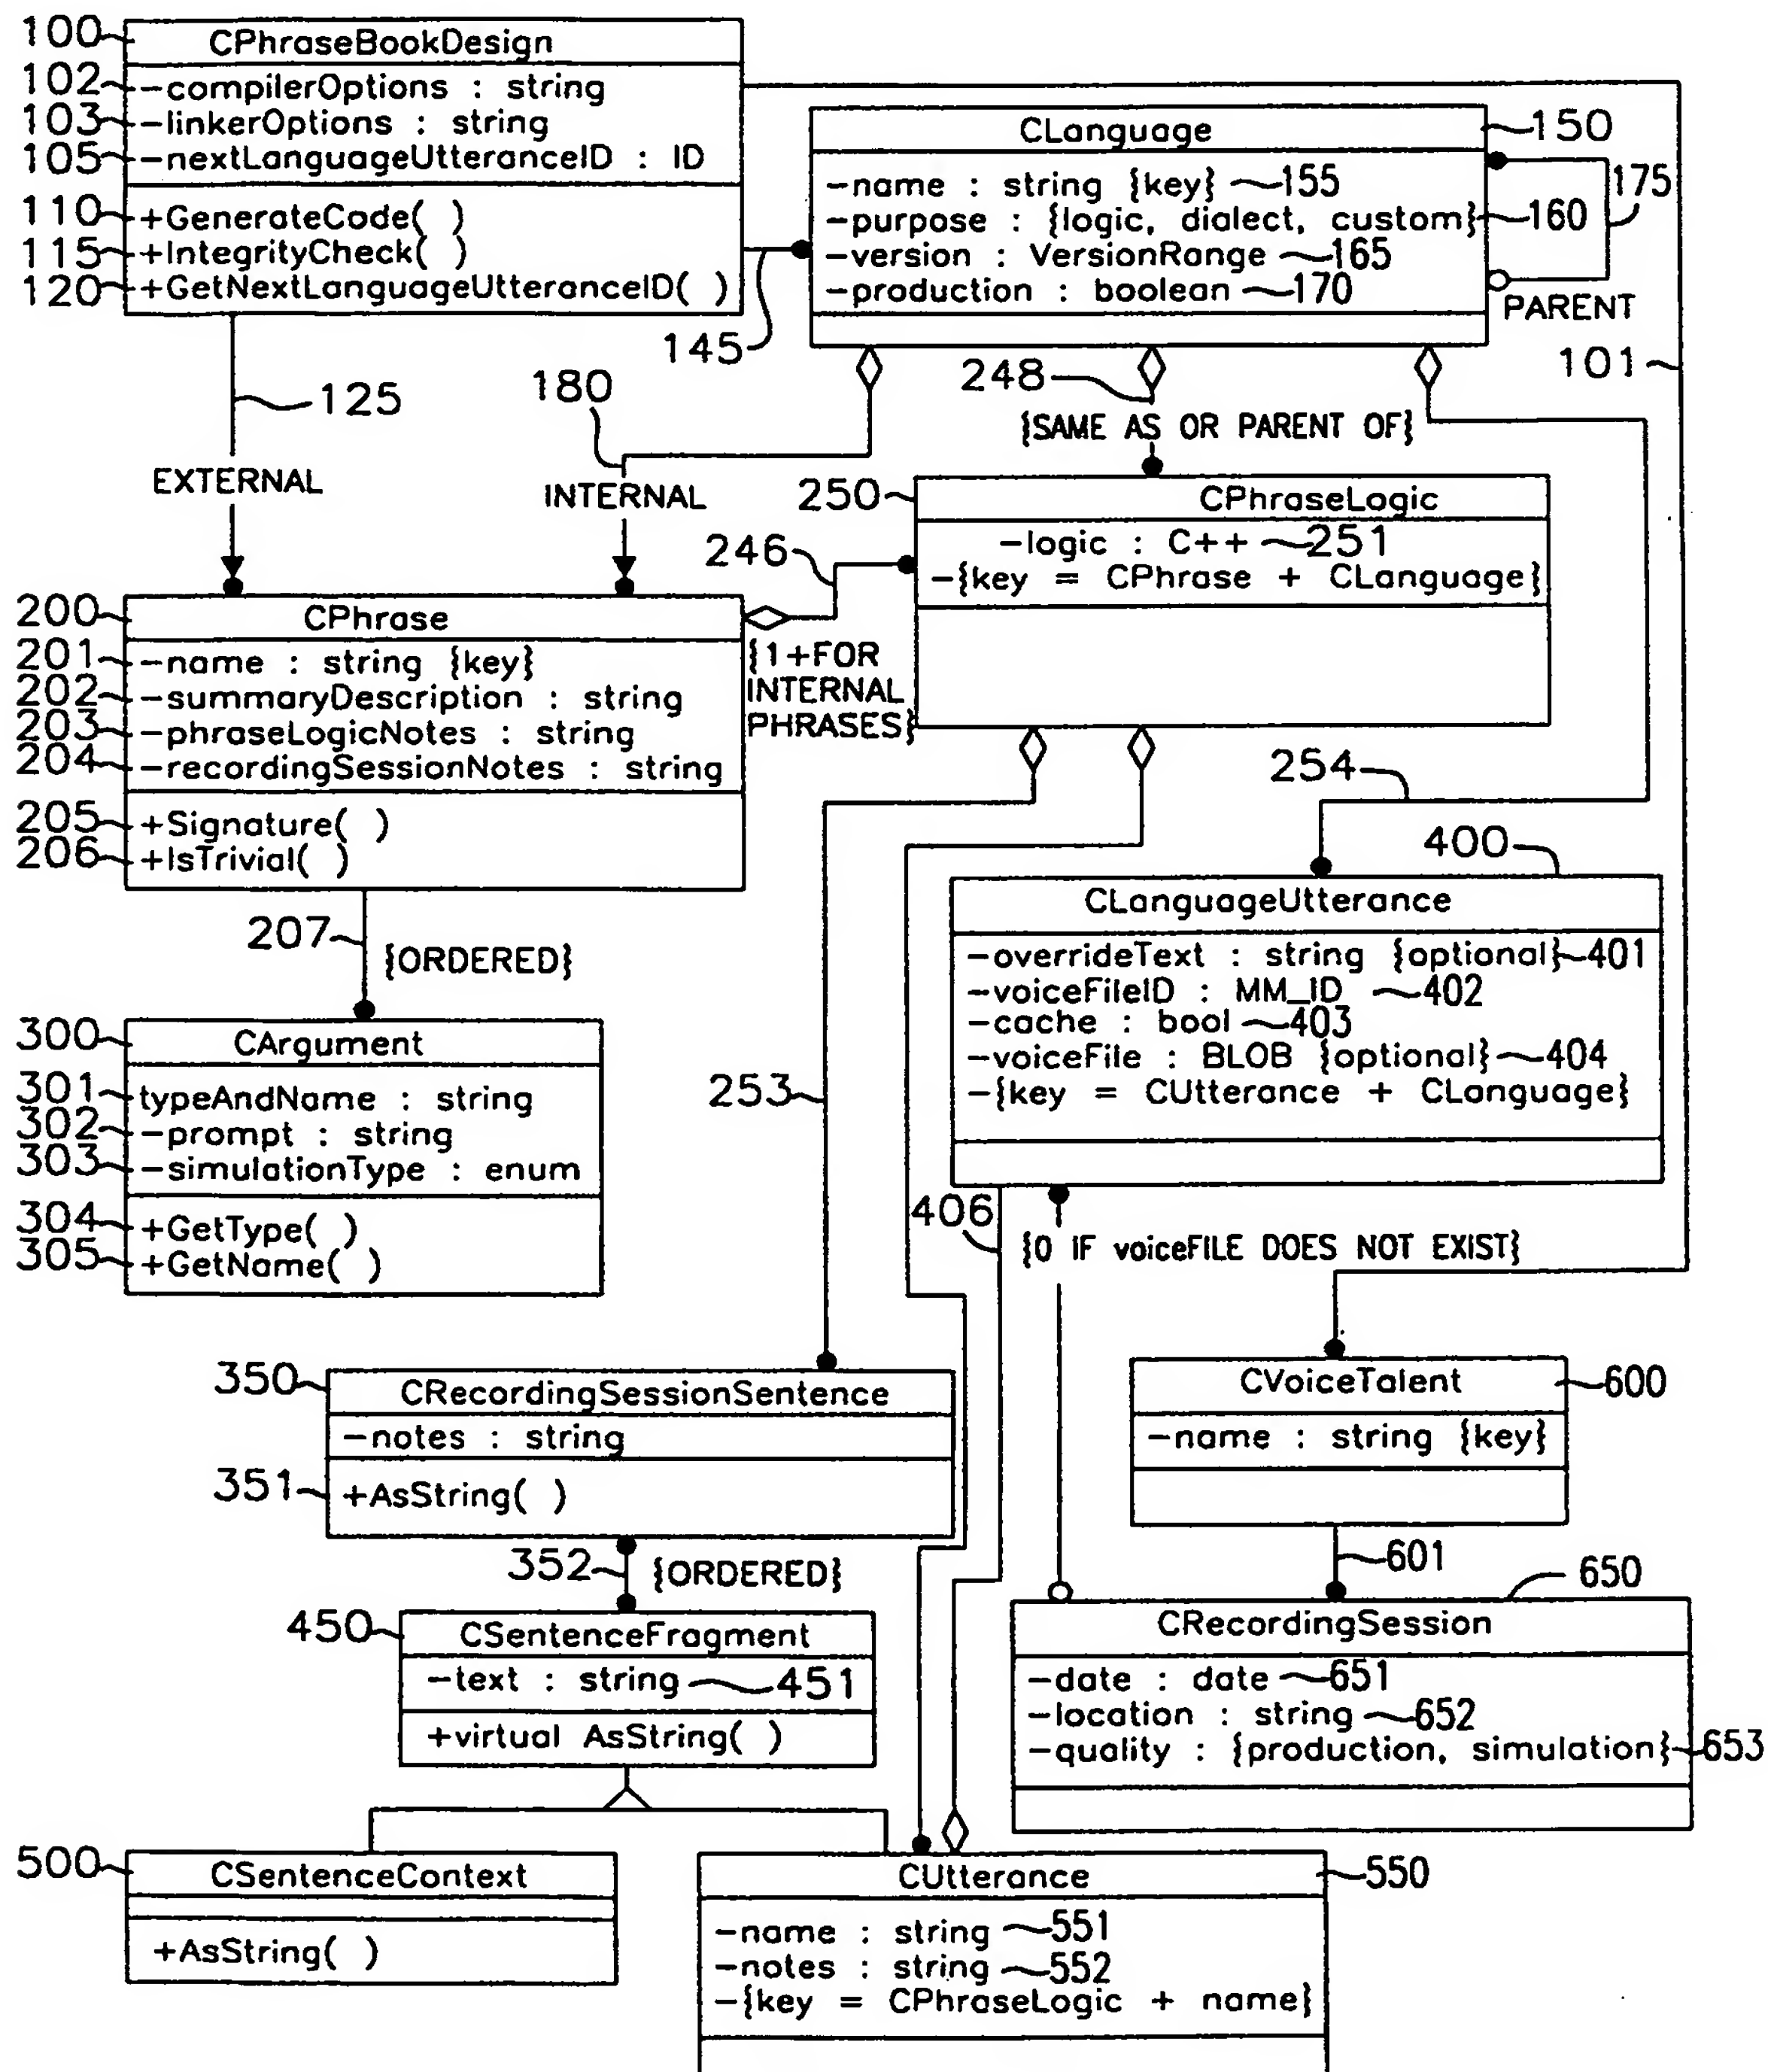 100 CPhraseBookDesign
102 -compilerOptions : string
103 -linkerOptions : string
105 -nextLanguageUtteranceID : ID
110 +GenerateCode( )
115 +IntegrityCheck( )
120 +GetNextLanguageUtteranceID( )
CLanguage 150
-name : string {key} 155
-purpose : {logic, dialect, custom} 160
-version : VersionRange 165
-production : boolean 170
175
PARENT
145
101
125
180
248
{SAME AS OR PARENT OF}
EXTERNAL
INTERNAL
250 CPhraseLogic
-logic : C++ 251
-{key = CPhrase + CLanguage}
246
{1+FOR
INTERNAL
PHRASES}
200 CPhrase
201 -name : string {key}
202 -summaryDescription : string
203 -phraseLogicNotes : string
204 -recordingSessionNotes : string
205 +Signature( )
206 +IsTrivial( )
207
{ORDERED}
254
400
CLanguageUtterance
-overrideText : string {optional} 401
-voiceFileID : MM_ID 402
-cache : bool 403
-voiceFile : BLOB {optional} 404
-{key = CUtterance + CLanguage}
300 CArgument
301 typeAndName : string
302 -prompt : string
303 -simulationType : enum
304 +GetType( )
305 +GetName( )
253
406
{0 IF voiceFILE DOES NOT EXIST}
350 CRecordingSessionSentence
-notes : string
351 +AsString( )
CVoiceTalent 600
-name : string {key}
352
{ORDERED}
601
450 CSentenceFragment
-text : string 451
+virtual AsString( )
650
CRecordingSession
-date : date 651
-location : string 652
-quality : {production, simulation} 653
500 CSentenceContext
+AsString( )
CUtterance 550
-name : string 551
-notes : string 552
-{key = CPhraseLogic + name}